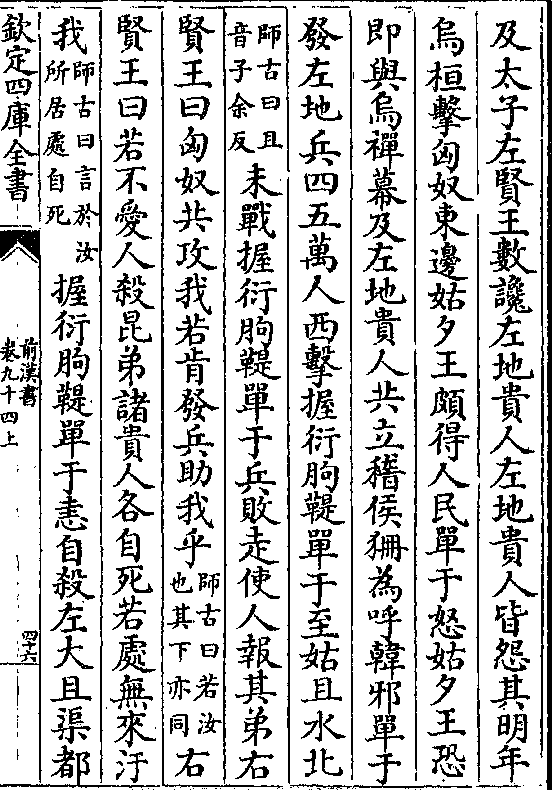 及太子左賢王數讒左地貴人左地貴人皆怨其明年
烏桓擊匈奴東邊姑夕王頗得人民單于怒姑夕王恐
即與烏禪幕及左地貴人共立稽侯狦為呼韓邪單于
發左地兵四五萬人西擊握衍朐鞮單于至姑且水北
師古曰且
音子余反
未戰握衍朐鞮單于兵敗走使人報其弟右
賢王曰匈奴共攻我若肯發兵助我乎
師古曰若汝
也其下亦同
右
賢王曰若不愛人殺昆弟諸貴人各自死若處無來汙
我
師古曰言於汝
所居處自死
握衍朐鞮單于恚自殺左大且渠都
欽定四庫全書
前漢書
卷九十四上
四十六